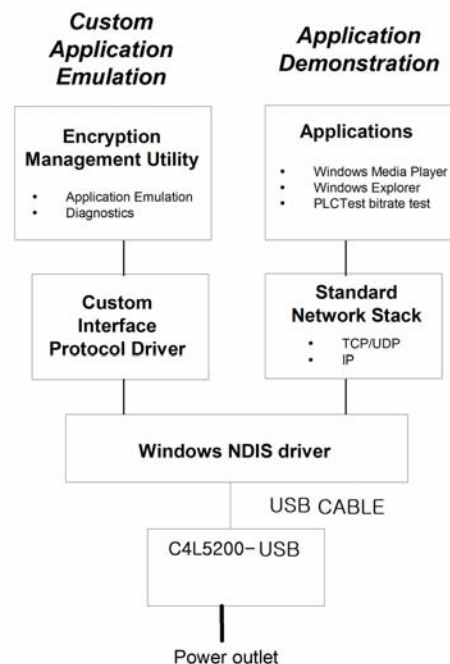 Custom
Application
Emulation
Application
Demonstration
Encryption
Management Utility
• Application Emulation
• Diagnostics
Applications
• Windows Media Player
• Windows Explorer
• PLCTest bitrate test
Custom
Interface
Protocol Driver
Standard
Network Stack
• TCP/UDP
• IP
Windows NDIS driver
USB CABLE
C4L5200-USB
Power outlet